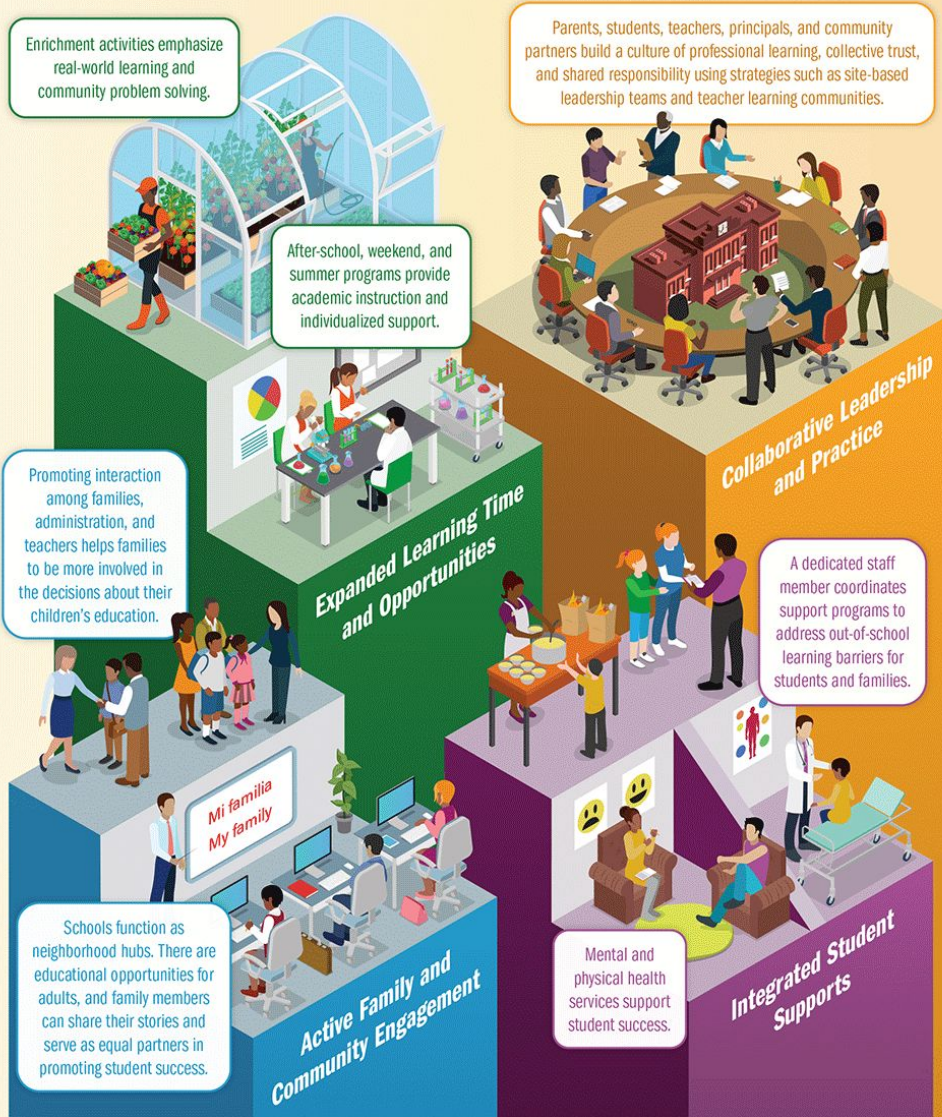 Enrichment activities emphasize
real-world learning and
community problem solving.
Parents, students, teachers, principals, and community
partners build a culture of professional learning, collective trust,
and shared responsibility using strategies such as site-based
leadership teams and teacher learning communities.
After-school, weekend, and
summer programs provide
academic instruction and
individualized support.
Collaborative Leadership
and Practice
Expanded Learning Time
and Opportunities
Promoting interaction
among families,
administration, and
teachers helps families
to be more involved in
the decisions about their
children's education.
A dedicated staff
member coordinates
support programs to
address out-of-school
learning barriers for
students and families.
Mi familia
My family
Schools function as
neighborhood hubs. There are
educational opportunities for
adults, and family members
can share their stories and
serve as equal partners in
promoting student success.
Active Family and
Community Engagement
Mental and
physical health
services support
student success.
Integrated Student
Supports